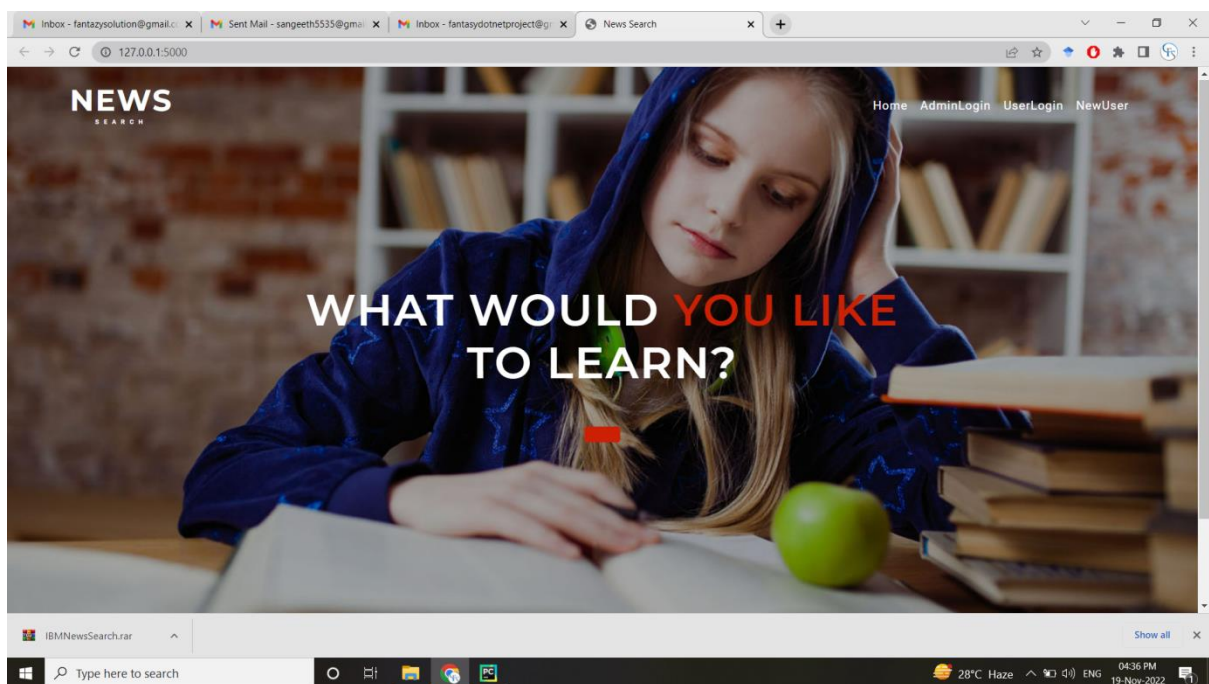 Inbox - fantazysolution@gmail.c
Sent Mail - sangeeth5535@gmai
Inbox - fantasydotnetproject@g
News Search
127.0.0.1:5000
NEWS
SEARCH
Home AdminLogin UserLogin NewUser
WHAT WOULD YOU LIKE
TO LEARN?
IBMNewsSearch.rar
Show all
Type here to search
PC
28°C Haze
ENG
04:36 PM
19-Nov-2022
1